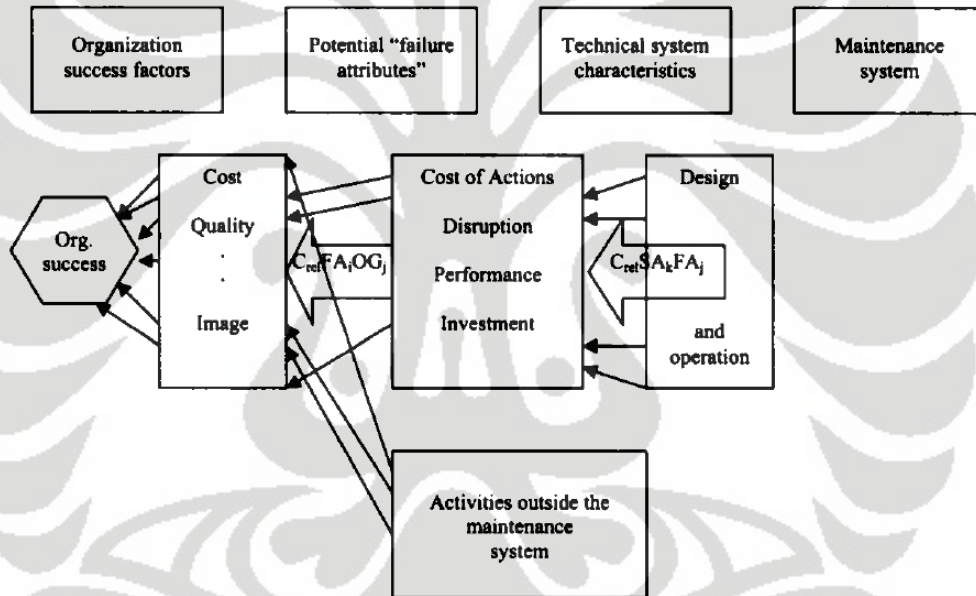 Organization
success factors
Potential “failure
attributes”
Technical system
characteristics
Maintenance
system
Org.
success
Cost
Quality
.
.
Image
CrelFAiOGj
Cost of Actions
Disruption
Performance
Investment
CrelSAkFAj
Design
and
operation
Activities outside the
maintenance
system